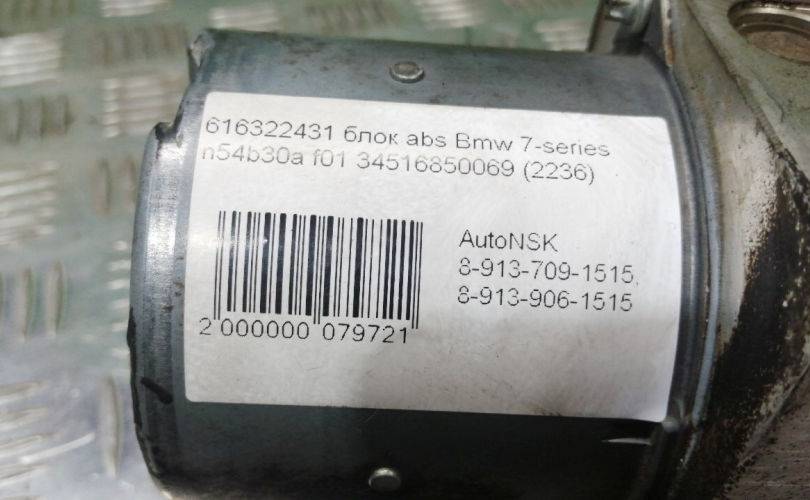 616322431 блок abs Bmw 7-series
n54b30a f01 34516850069 (2236)
AutoNSK
8-913-709-1515,
8-913-906-1515
2 000000 079721